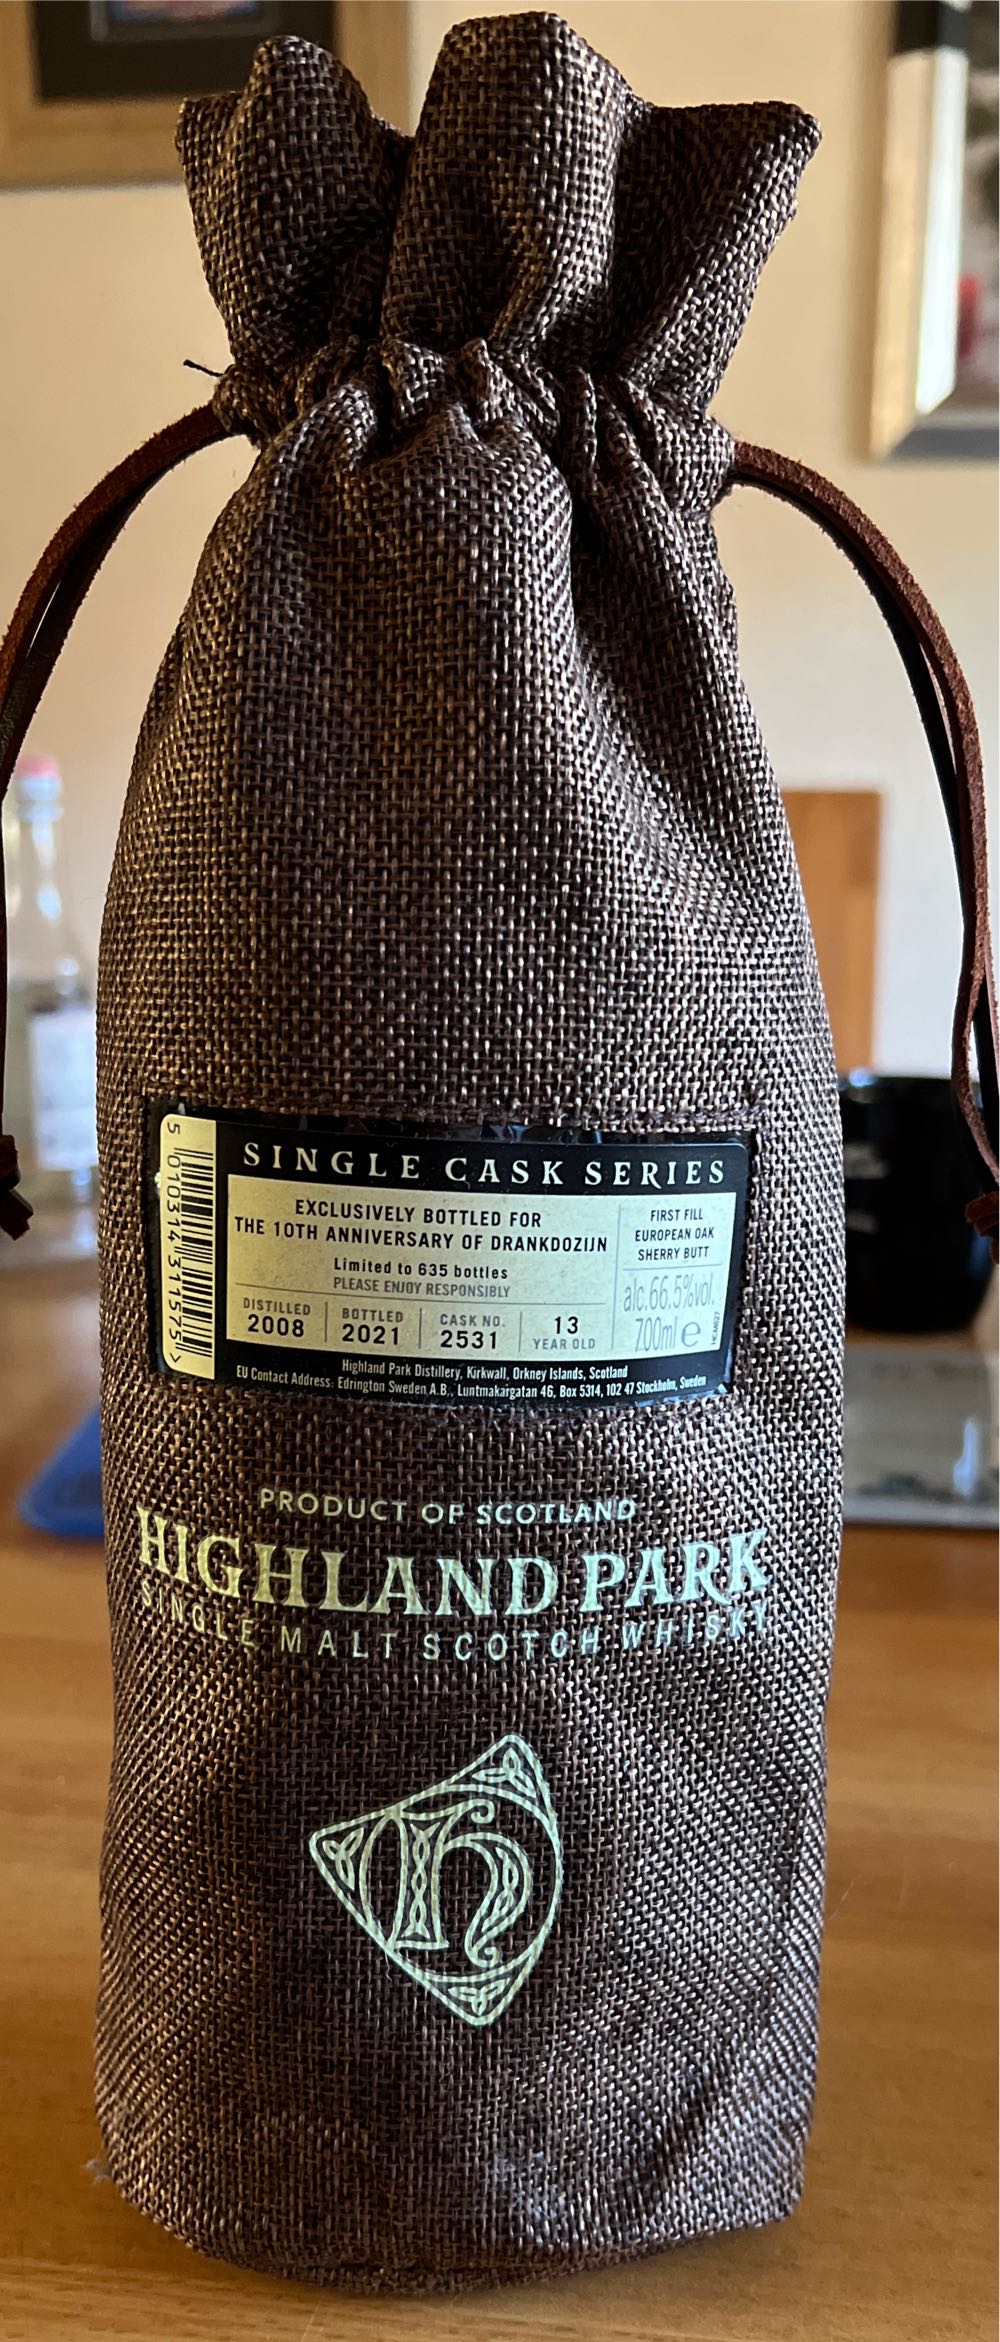 SINGLE CASK SERIES
EXCLUSIVELY BOTTLED FOR
THE 10TH ANNIVERSARY OF DRANKDOZIJN
Limited to 635 bottles
PLEASE ENJOY RESPONSIBLY
DISTILLED
2008
BOTTLED
2021
CASK NO.
2531
13
YEAR OLD
FIRST FILL
EUROPEAN OAK
SHERRY BUTT
alc.66.5%vol.
700ml e
Highland Park Distillery, Kirkwall, Orkney Islands, Scotland
EU Contact Address: Edrington Sweden A.B., Luntmakargatan 46, Box 5314, 102 47 Stockholm, Sweden
5 010314 311575 >
PRODUCT OF SCOTLAND
HIGHLAND PARK
SINGLE MALT SCOTCH WHISKY
h